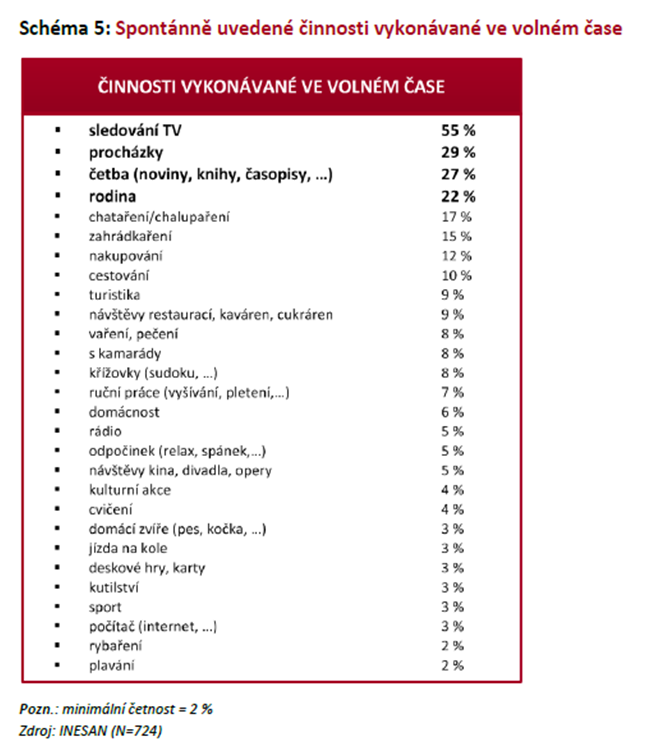 Schéma 5: Spontánně uvedené činnosti vykonávané ve volném čase
ČINNOSTI VYKONÁVANÉ VE VOLNÉM ČASE
▪ sledování TV 55 %
▪ procházky 29 %
▪ četba (noviny, knihy, časopisy, ...) 27 %
▪ rodina 22 %
▪ chataření/chalupaření 17 %
▪ zahrádkaření 15 %
▪ nakupování 12 %
▪ cestování 10 %
▪ turistika 9 %
▪ návštěvy restaurací, kaváren, cukráren 9 %
▪ vaření, pečení 8 %
▪ s kamarády 8 %
▪ křížovky (sudoku, ...) 8 %
▪ ruční práce (vyšívání, pletení,...) 7 %
▪ domácnost 6 %
▪ rádio 5 %
▪ odpočinek (relax, spánek,...) 5 %
▪ návštěvy kina, divadla, opery 5 %
▪ kulturní akce 4 %
▪ cvičení 4 %
▪ domácí zvíře (pes, kočka, ...) 3 %
▪ jízda na kole 3 %
▪ deskové hry, karty 3 %
▪ kutilství 3 %
▪ sport 3 %
▪ počítač (internet, ...) 3 %
▪ rybaření 2 %
▪ plavání 2 %
Pozn.: minimální četnost = 2 %
Zdroj: INESAN (N=724)